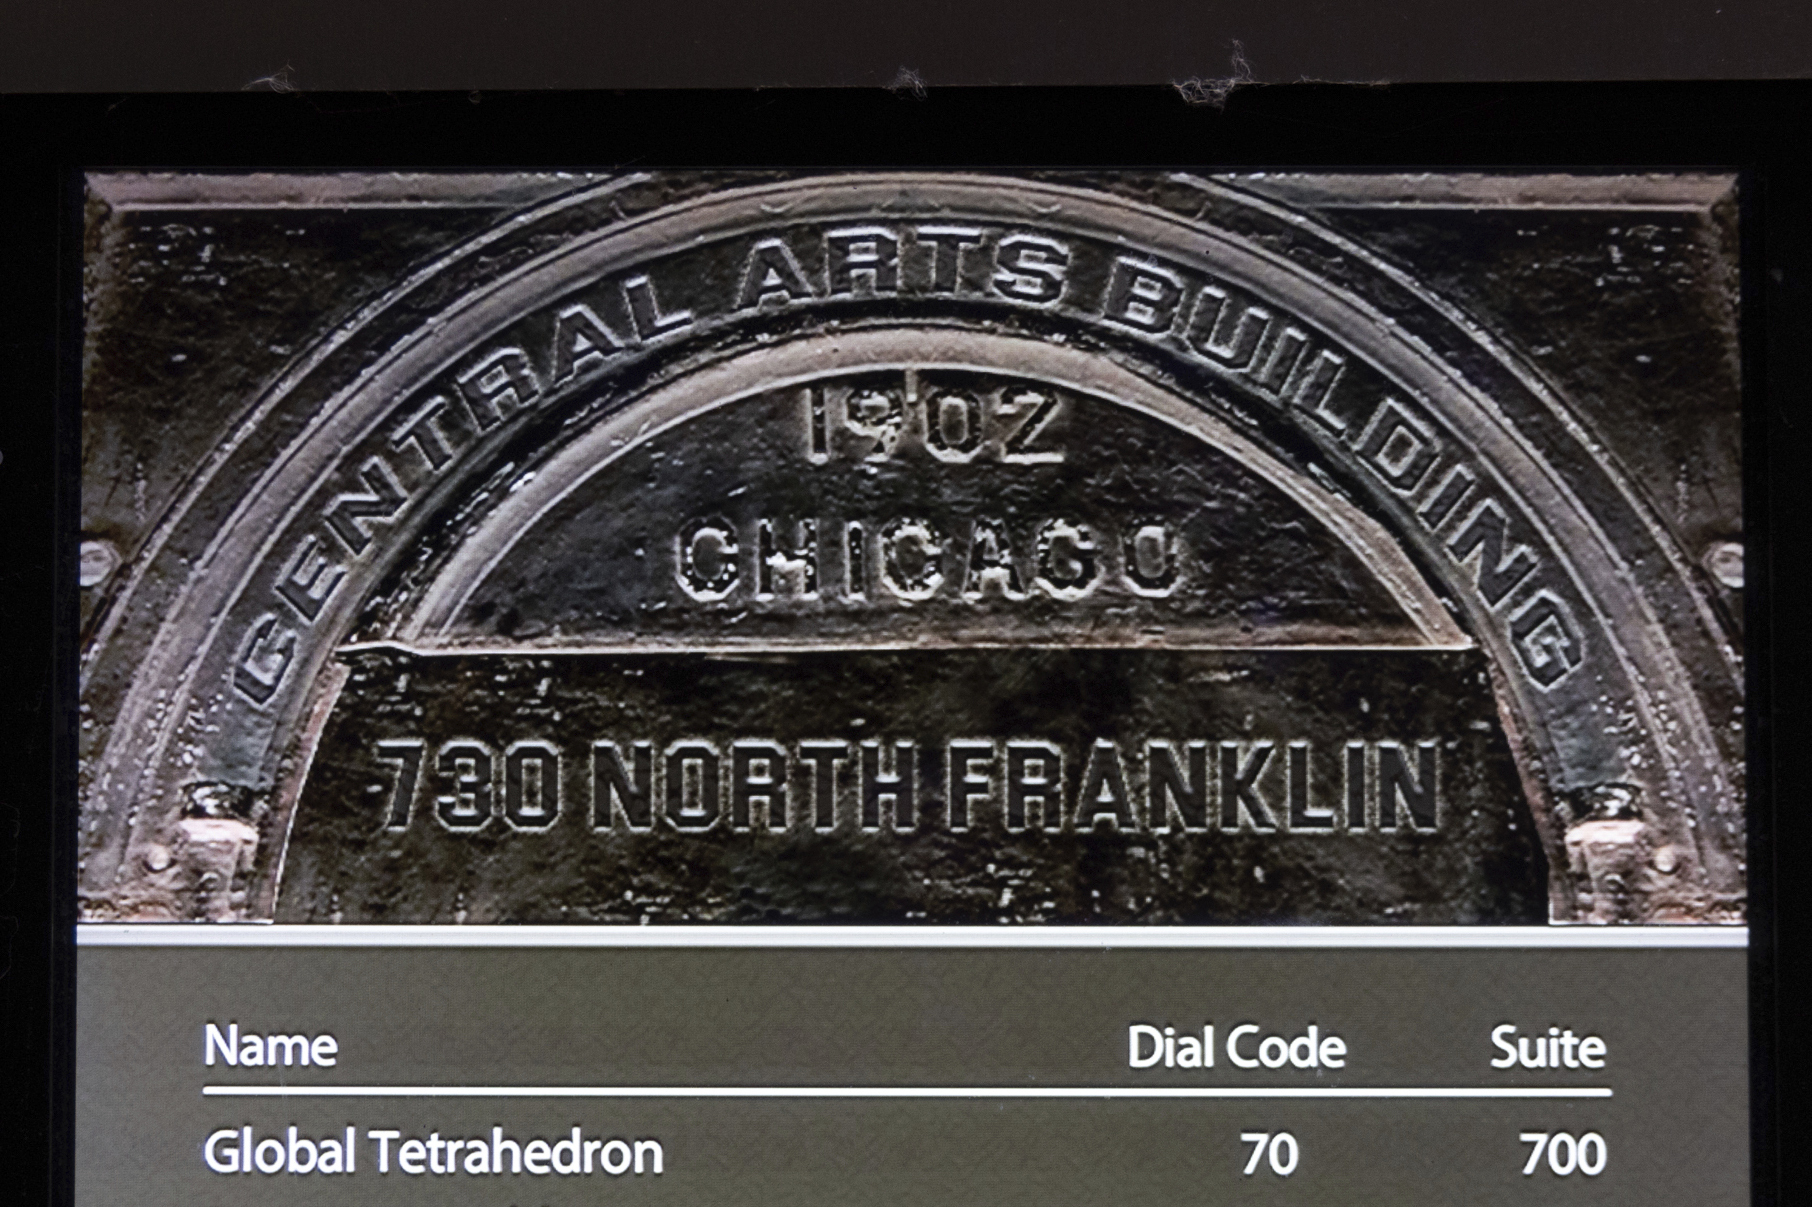 CENTRAL ARTS BUILDING
1902
CHICAGO
730 NORTH FRANKLIN
Name Dial Code Suite
Global Tetrahedron 70 700